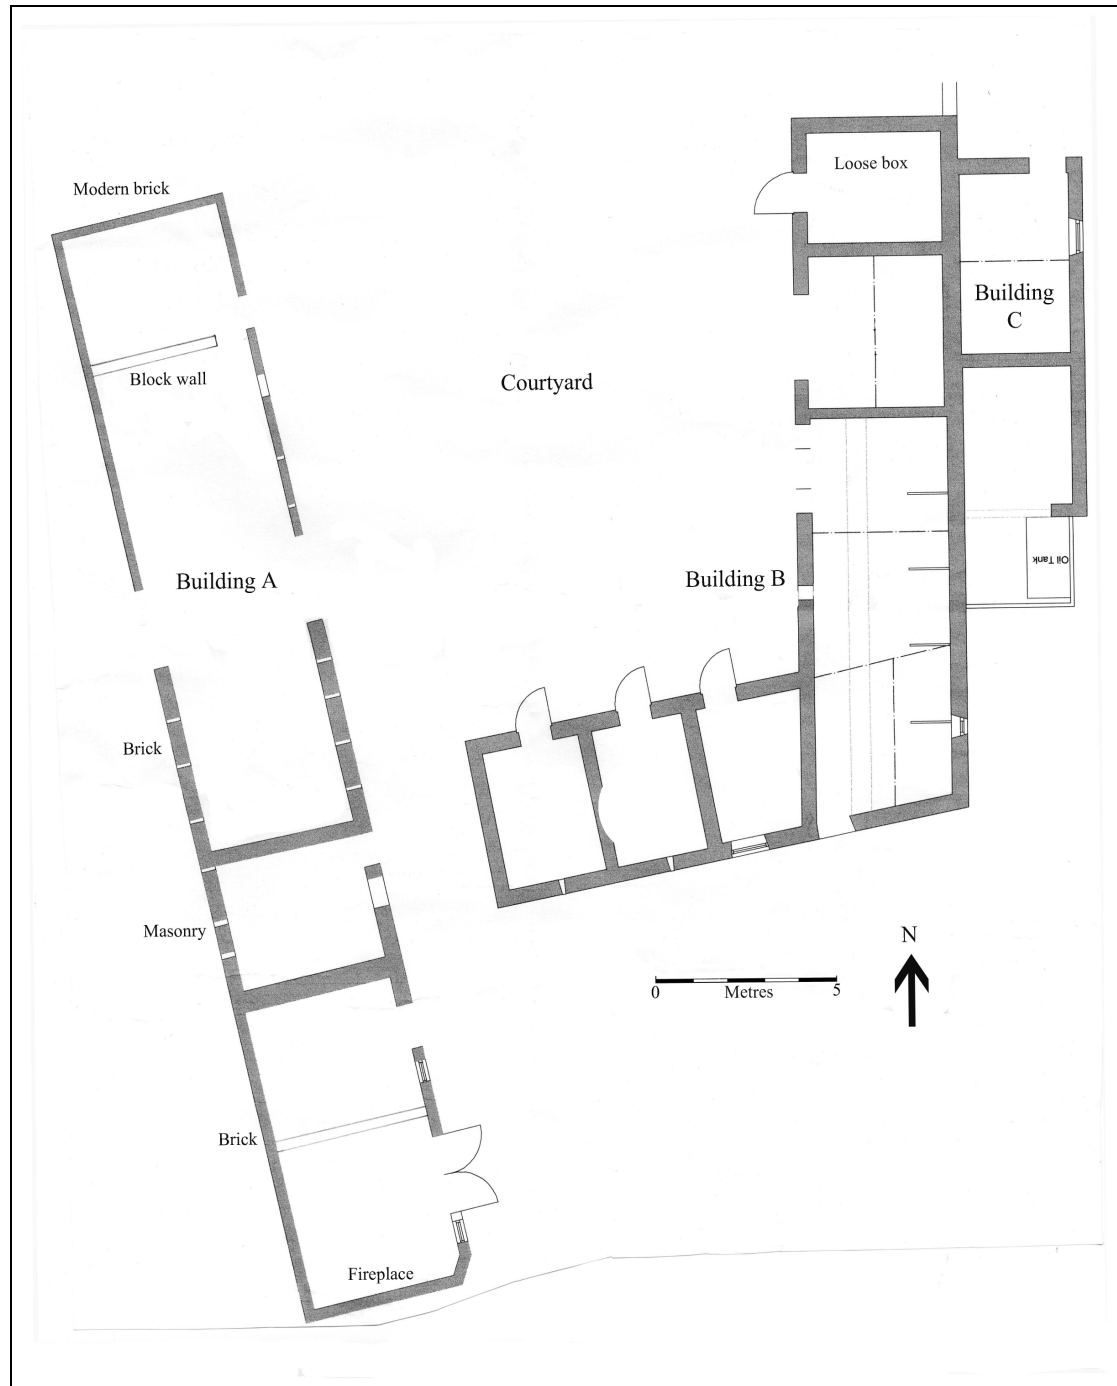 Loose box
Modern brick
Building
C
Block wall
Courtyard
Oil Tank
Building A
Building B
Brick
Masonry
N
0 Metres 5
Brick
Fireplace